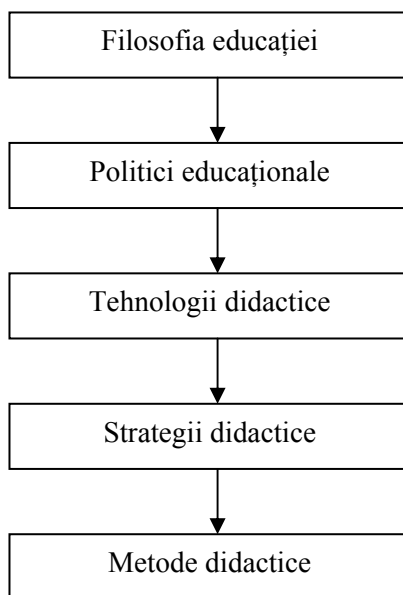 Filosofia educației
Politici educaționale
Tehnologii didactice
Strategii didactice
Metode didactice